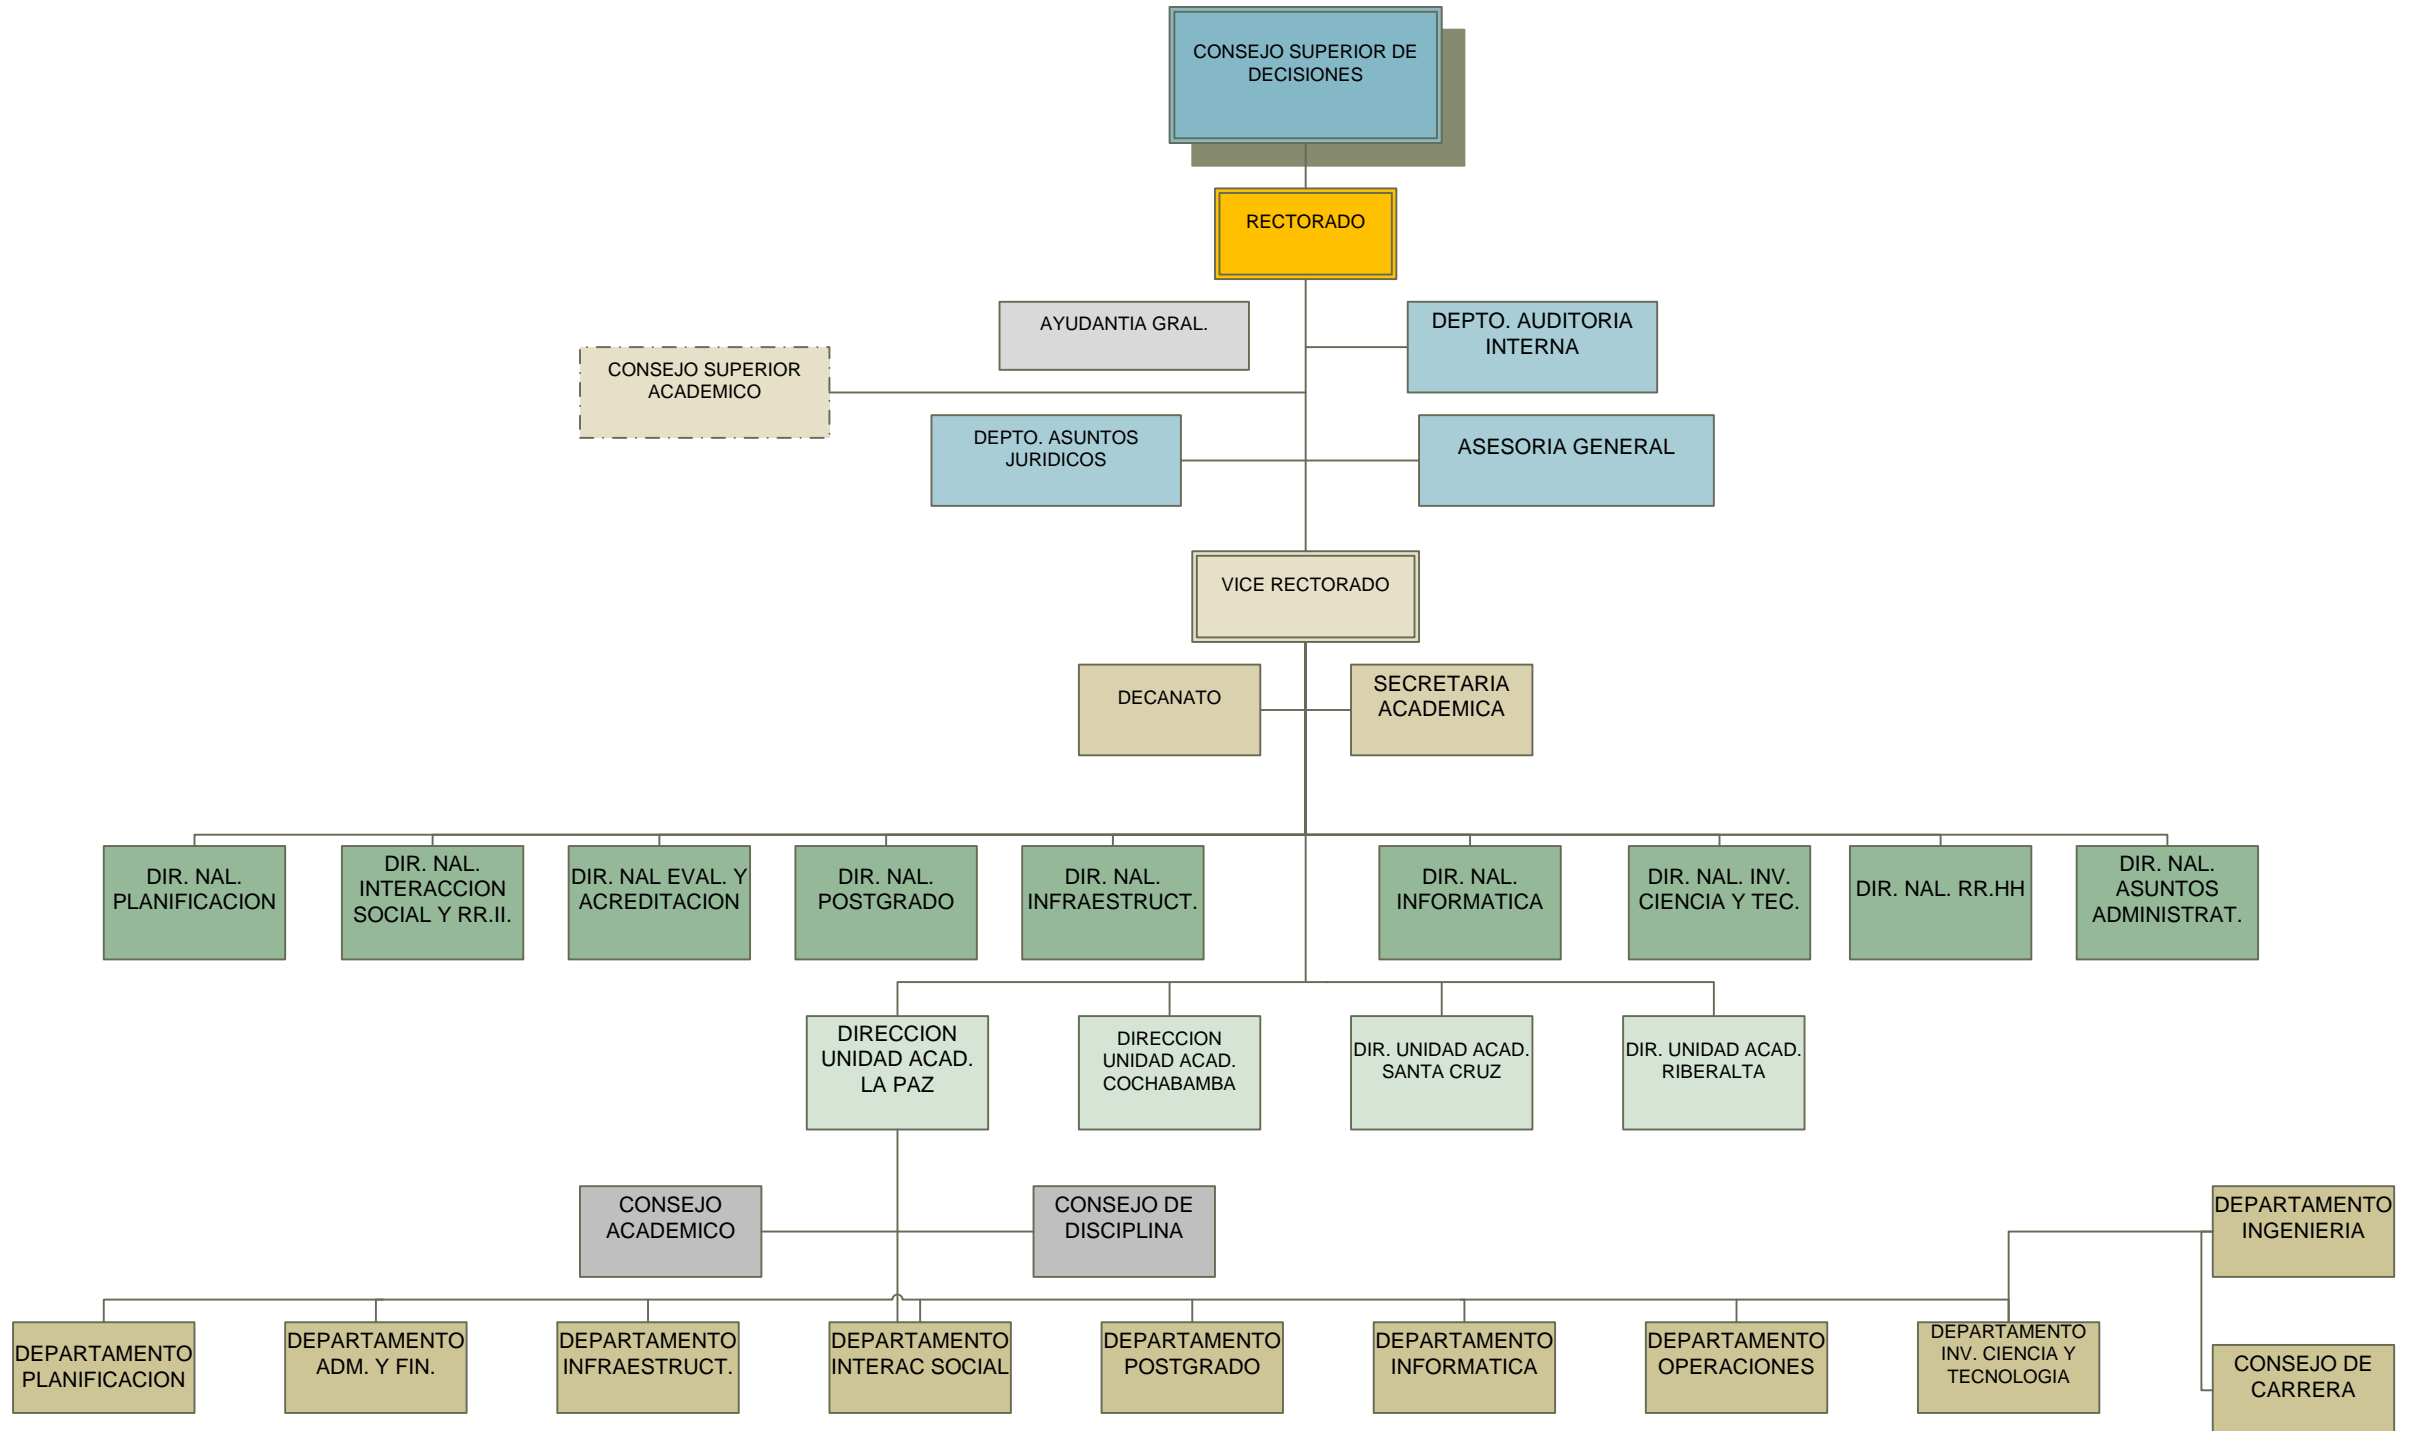 CONSEJO SUPERIOR DE
DECISIONES
RECTORADO
AYUDANTIA GRAL.
DEPTO. AUDITORIA
INTERNA
CONSEJO SUPERIOR
ACADEMICO
DEPTO. ASUNTOS
JURIDICOS
ASESORIA GENERAL
VICE RECTORADO
DECANATO
SECRETARIA
ACADEMICA
DIR. NAL.
PLANIFICACION
DIR. NAL.
INTERACCION
SOCIAL Y RR.II.
DIR. NAL EVAL. Y
ACREDITACION
DIR. NAL.
POSTGRADO
DIR. NAL.
INFRAESTRUCT.
DIR. NAL.
INFORMATICA
DIR. NAL. INV.
CIENCIA Y TEC.
DIR. NAL. RR.HH
DIR. NAL.
ASUNTOS
ADMINISTRAT.
DIRECCION
UNIDAD ACAD.
LA PAZ
DIRECCION
UNIDAD ACAD.
COCHABAMBA
DIR. UNIDAD ACAD.
SANTA CRUZ
DIR. UNIDAD ACAD.
RIBERALTA
CONSEJO
ACADEMICO
CONSEJO DE
DISCIPLINA
DEPARTAMENTO
INGENIERIA
DEPARTAMENTO
PLANIFICACION
DEPARTAMENTO
ADM. Y FIN.
DEPARTAMENTO
INFRAESTRUCT.
DEPARTAMENTO
INTERAC SOCIAL
DEPARTAMENTO
POSTGRADO
DEPARTAMENTO
INFORMATICA
DEPARTAMENTO
OPERACIONES
DEPARTAMENTO
INV. CIENCIA Y
TECNOLOGIA
CONSEJO DE
CARRERA